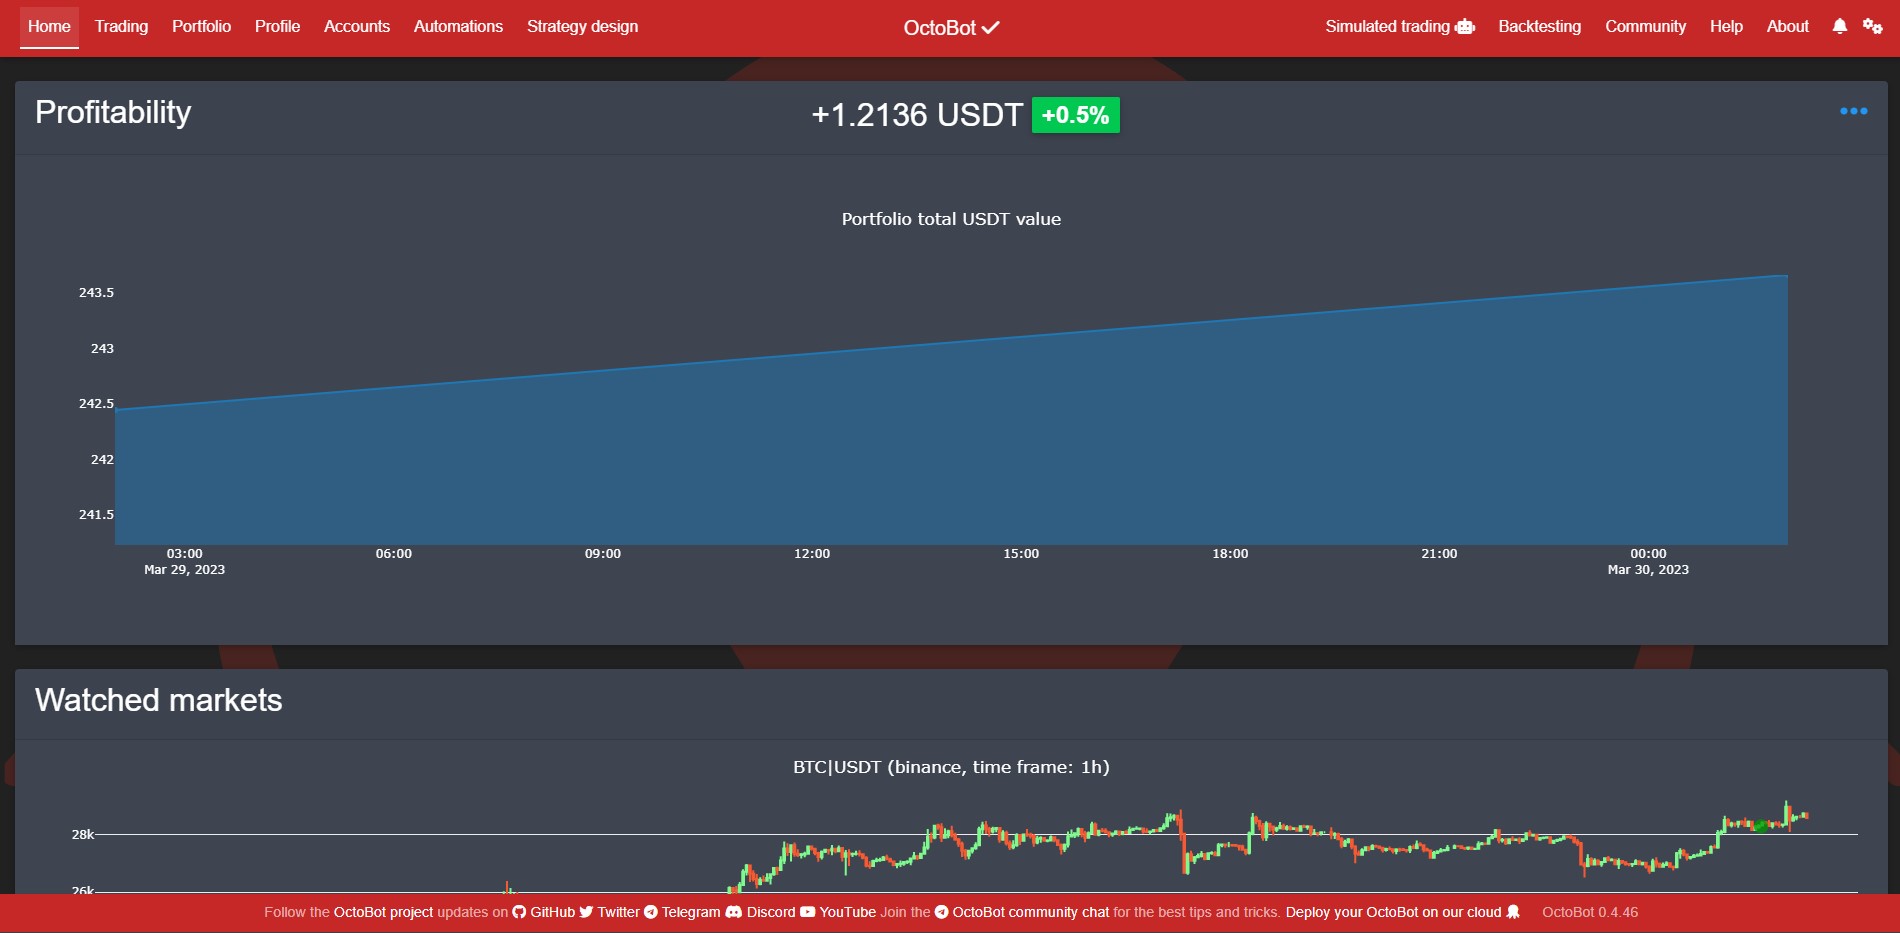 Home Trading Portfolio Profile Accounts Automations Strategy design OctoBot Simulated trading Backtesting Community Help About
Profitability +1.2136 USDT +0.5%
Portfolio total USDT value
243.5
243
242.5
242
241.5
03:00 06:00 09:00 12:00 15:00 18:00 21:00 00:00
Mar 29, 2023 Mar 30, 2023
Watched markets
BTC|USDT (binance, time frame: 1h)
28k
26k
Follow the OctoBot project updates on GitHub Twitter Telegram Discord YouTube Join the OctoBot community chat for the best tips and tricks. Deploy your OctoBot on our cloud OctoBot 0.4.46